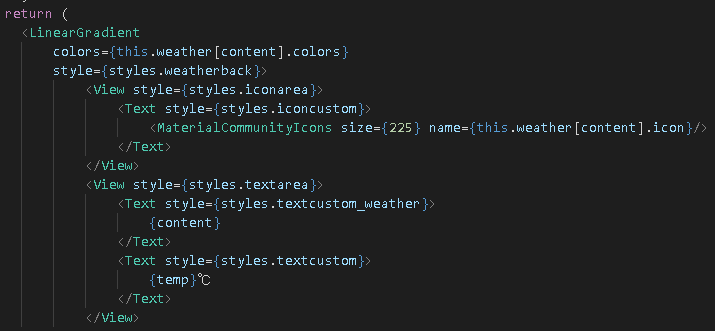 return (
<LinearGradient
colors={this.weather[content].colors}
style={styles.weatherback}>
<View style={styles.iconarea}>
<Text style={styles.iconcustom}>
<MaterialCommunityIcons size={225} name={this.weather[content].icon}/>
</Text>
</View>
<View style={styles.textarea}>
<Text style={styles.textcustom_weather}>
{content}
</Text>
<Text style={styles.textcustom}>
{temp}℃
</Text>
</View>